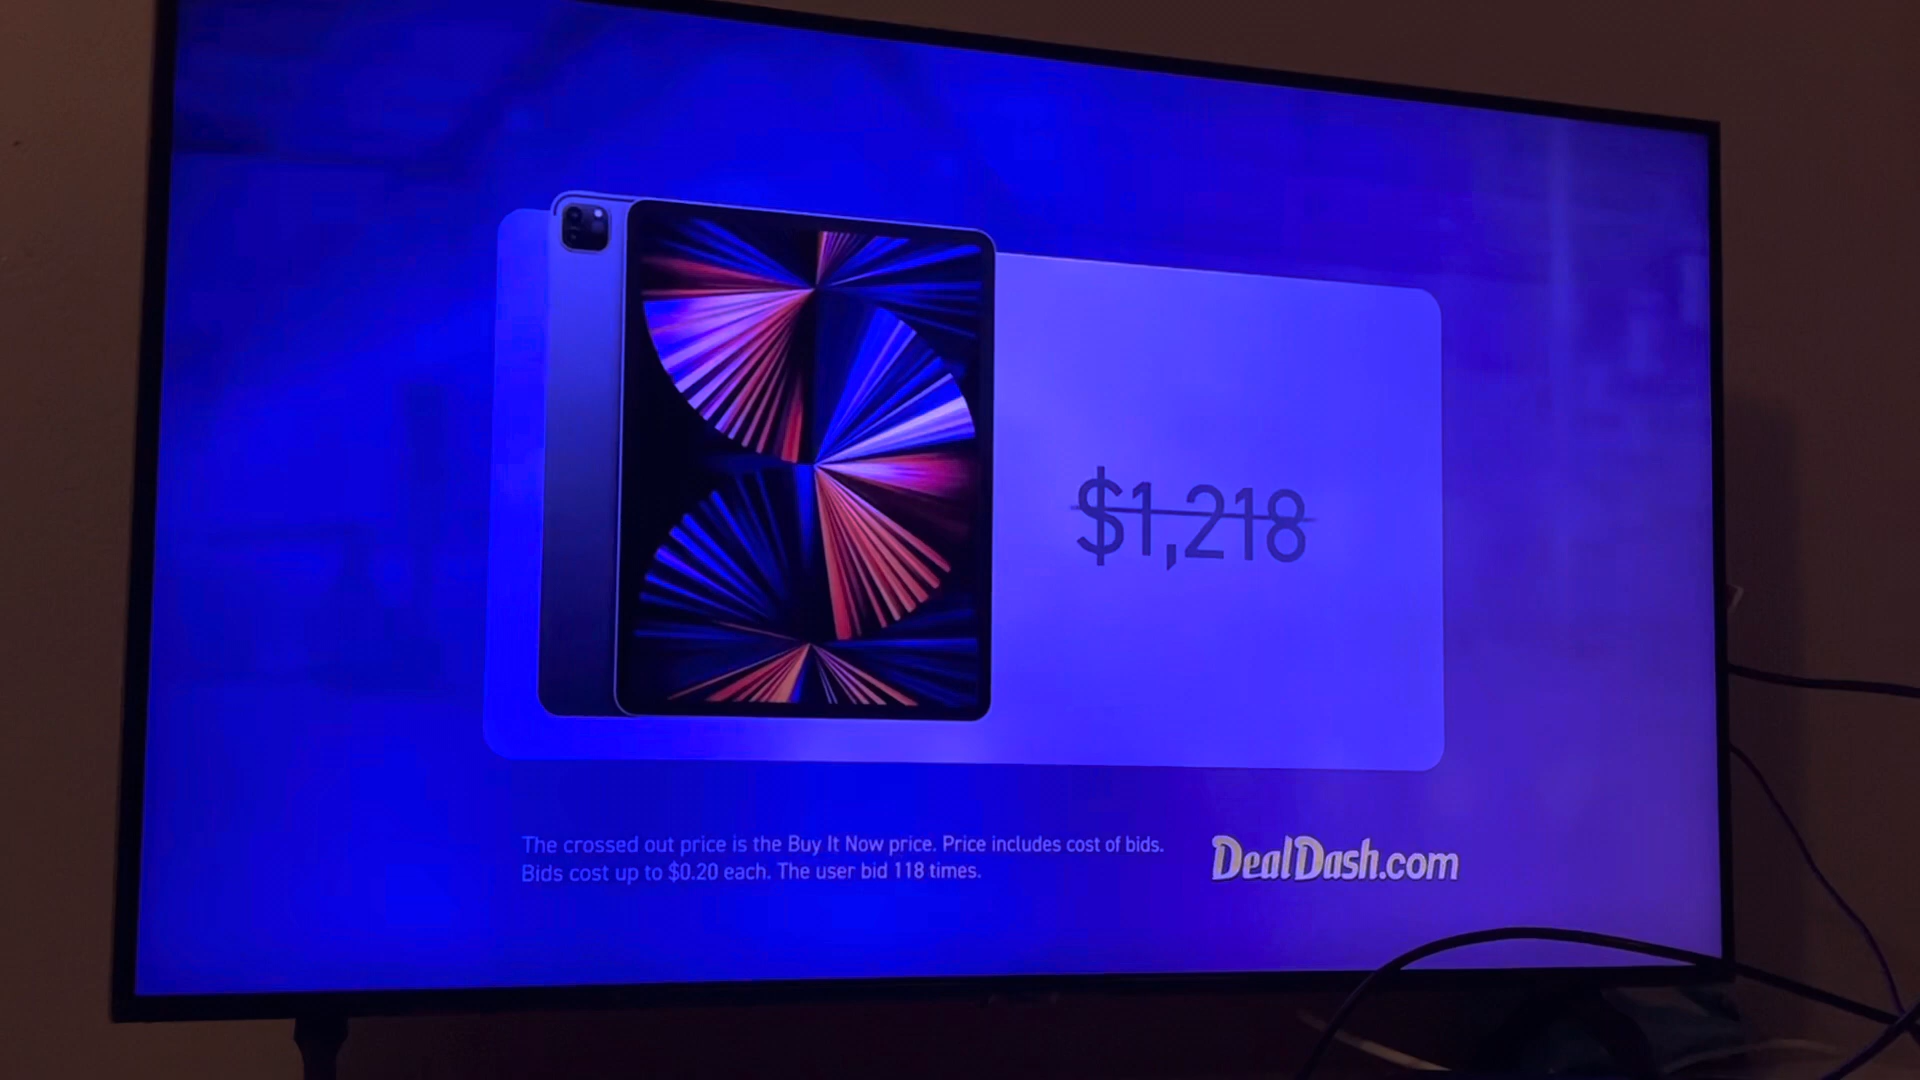 $1,218
The crossed out price is the Buy It Now price. Price includes cost of bids.
Bids cost up to $0.20 each. The user bid 118 times.
DealDash.com